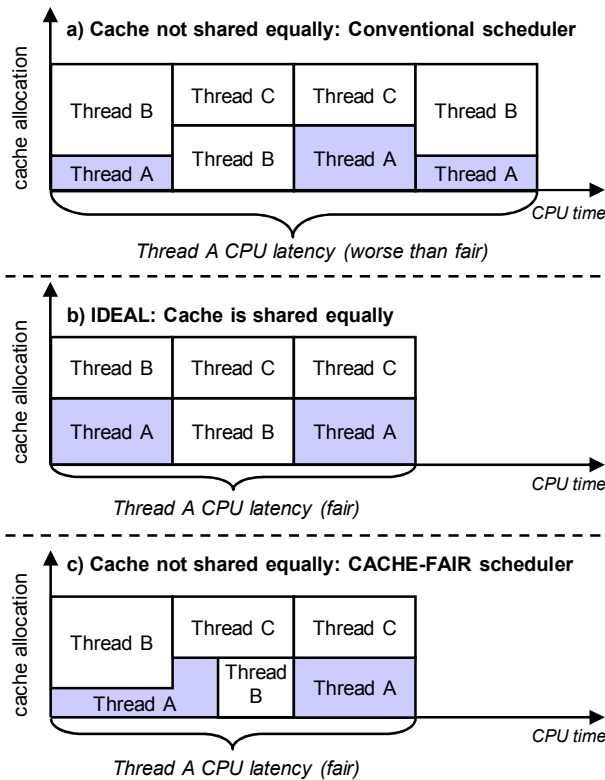 a) Cache not shared equally: Conventional scheduler
cache allocation
Thread B
Thread C
Thread C
Thread B
Thread A
Thread B
Thread A
Thread A
CPU time
Thread A CPU latency (worse than fair)
b) IDEAL: Cache is shared equally
cache allocation
Thread B
Thread C
Thread C
Thread A
Thread B
Thread A
CPU time
Thread A CPU latency (fair)
c) Cache not shared equally: CACHE-FAIR scheduler
cache allocation
Thread B
Thread C
Thread C
Thread A
Thread
B
Thread A
CPU time
Thread A CPU latency (fair)